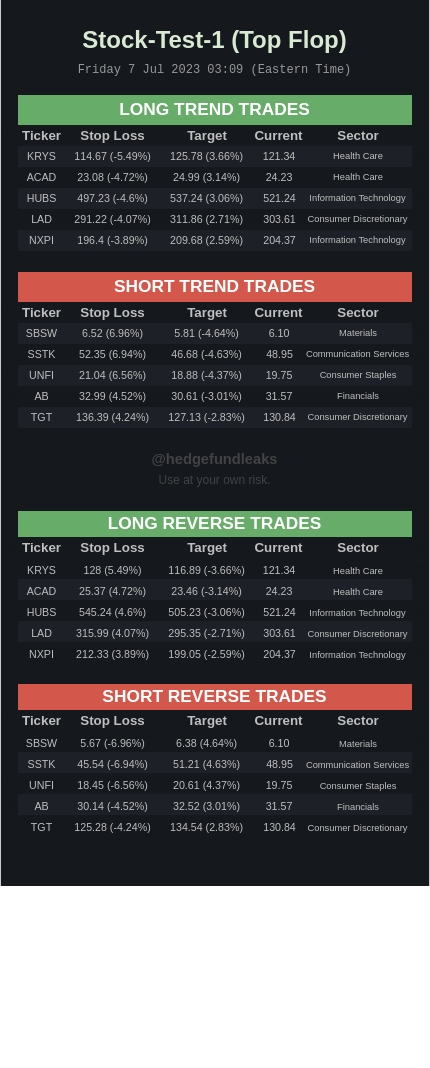 Stock-Test-1 (Top Flop)
Friday 7 Jul 2023 03:09 (Eastern Time)
LONG TREND TRADES
Ticker Stop Loss Target Current Sector
KRYS 114.67 (-5.49%) 125.78 (3.66%) 121.34 Health Care
ACAD 23.08 (-4.72%) 24.99 (3.14%) 24.23 Health Care
HUBS 497.23 (-4.6%) 537.24 (3.06%) 521.24 Information Technology
LAD 291.22 (-4.07%) 311.86 (2.71%) 303.61 Consumer Discretionary
NXPI 196.4 (-3.89%) 209.68 (2.59%) 204.37 Information Technology
SHORT TREND TRADES
Ticker Stop Loss Target Current Sector
SBSW 6.52 (6.96%) 5.81 (-4.64%) 6.10 Materials
SSTK 52.35 (6.94%) 46.68 (-4.63%) 48.95 Communication Services
UNFI 21.04 (6.56%) 18.88 (-4.37%) 19.75 Consumer Staples
AB 32.99 (4.52%) 30.61 (-3.01%) 31.57 Financials
TGT 136.39 (4.24%) 127.13 (-2.83%) 130.84 Consumer Discretionary
@hedgefundleaks
Use at your own risk.
LONG REVERSE TRADES
Ticker Stop Loss Target Current Sector
KRYS 128 (5.49%) 116.89 (-3.66%) 121.34 Health Care
ACAD 25.37 (4.72%) 23.46 (-3.14%) 24.23 Health Care
HUBS 545.24 (4.6%) 505.23 (-3.06%) 521.24 Information Technology
LAD 315.99 (4.07%) 295.35 (-2.71%) 303.61 Consumer Discretionary
NXPI 212.33 (3.89%) 199.05 (-2.59%) 204.37 Information Technology
SHORT REVERSE TRADES
Ticker Stop Loss Target Current Sector
SBSW 5.67 (-6.96%) 6.38 (4.64%) 6.10 Materials
SSTK 45.54 (-6.94%) 51.21 (4.63%) 48.95 Communication Services
UNFI 18.45 (-6.56%) 20.61 (4.37%) 19.75 Consumer Staples
AB 30.14 (-4.52%) 32.52 (3.01%) 31.57 Financials
TGT 125.28 (-4.24%) 134.54 (2.83%) 130.84 Consumer Discretionary